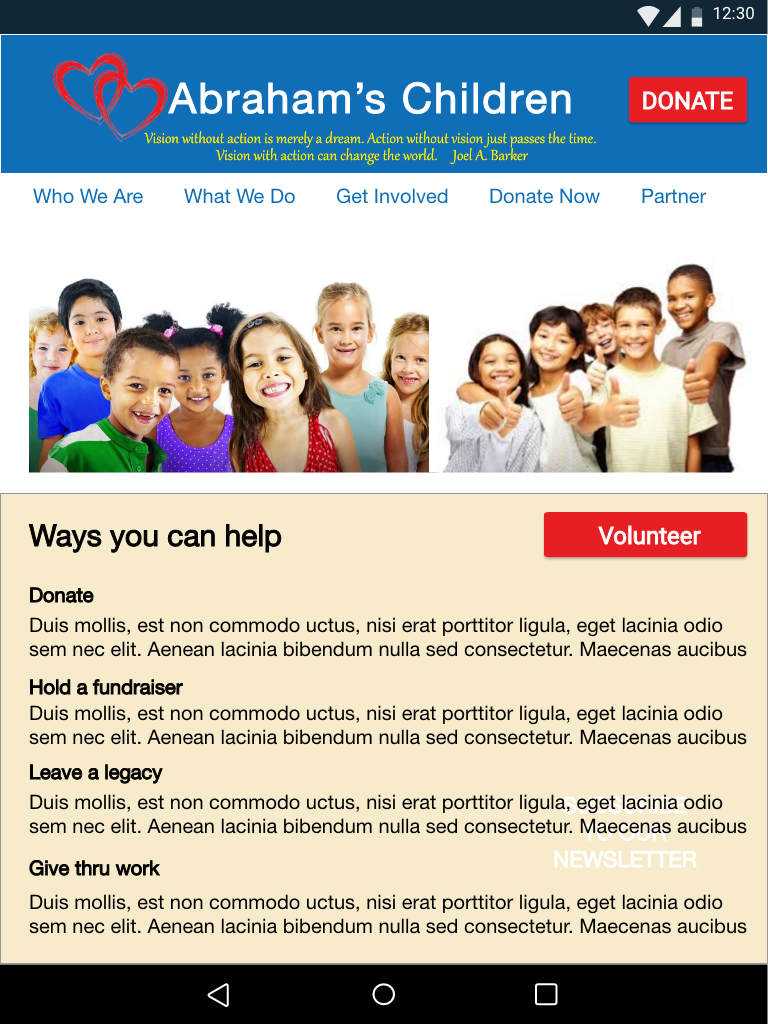 12:30
Abraham's Children
DONATE
Vision without action is merely a dream. Action without vision just passes the time.
Vision with action can change the world. Joel A. Barker
Who We Are What We Do Get Involved Donate Now Partner
Ways you can help
Volunteer
Donate
Duis mollis, est non commodo uctus, nisi erat porttitor ligula, eget lacinia odio
sem nec elit. Aenean lacinia bibendum nulla sed consectetur. Maecenas aucibus
Hold a fundraiser
Duis mollis, est non commodo uctus, nisi erat porttitor ligula, eget lacinia odio
sem nec elit. Aenean lacinia bibendum nulla sed consectetur. Maecenas aucibus
Leave a legacy
Duis mollis, est non commodo uctus, nisi erat porttitor ligula, eget lacinia odio
sem nec elit. Aenean lacinia bibendum nulla sed consectetur. Maecenas aucibus
SUBSCRIBE
TO OUR
NEWSLETTER
Give thru work
Duis mollis, est non commodo uctus, nisi erat porttitor ligula, eget lacinia odio
sem nec elit. Aenean lacinia bibendum nulla sed consectetur. Maecenas aucibus